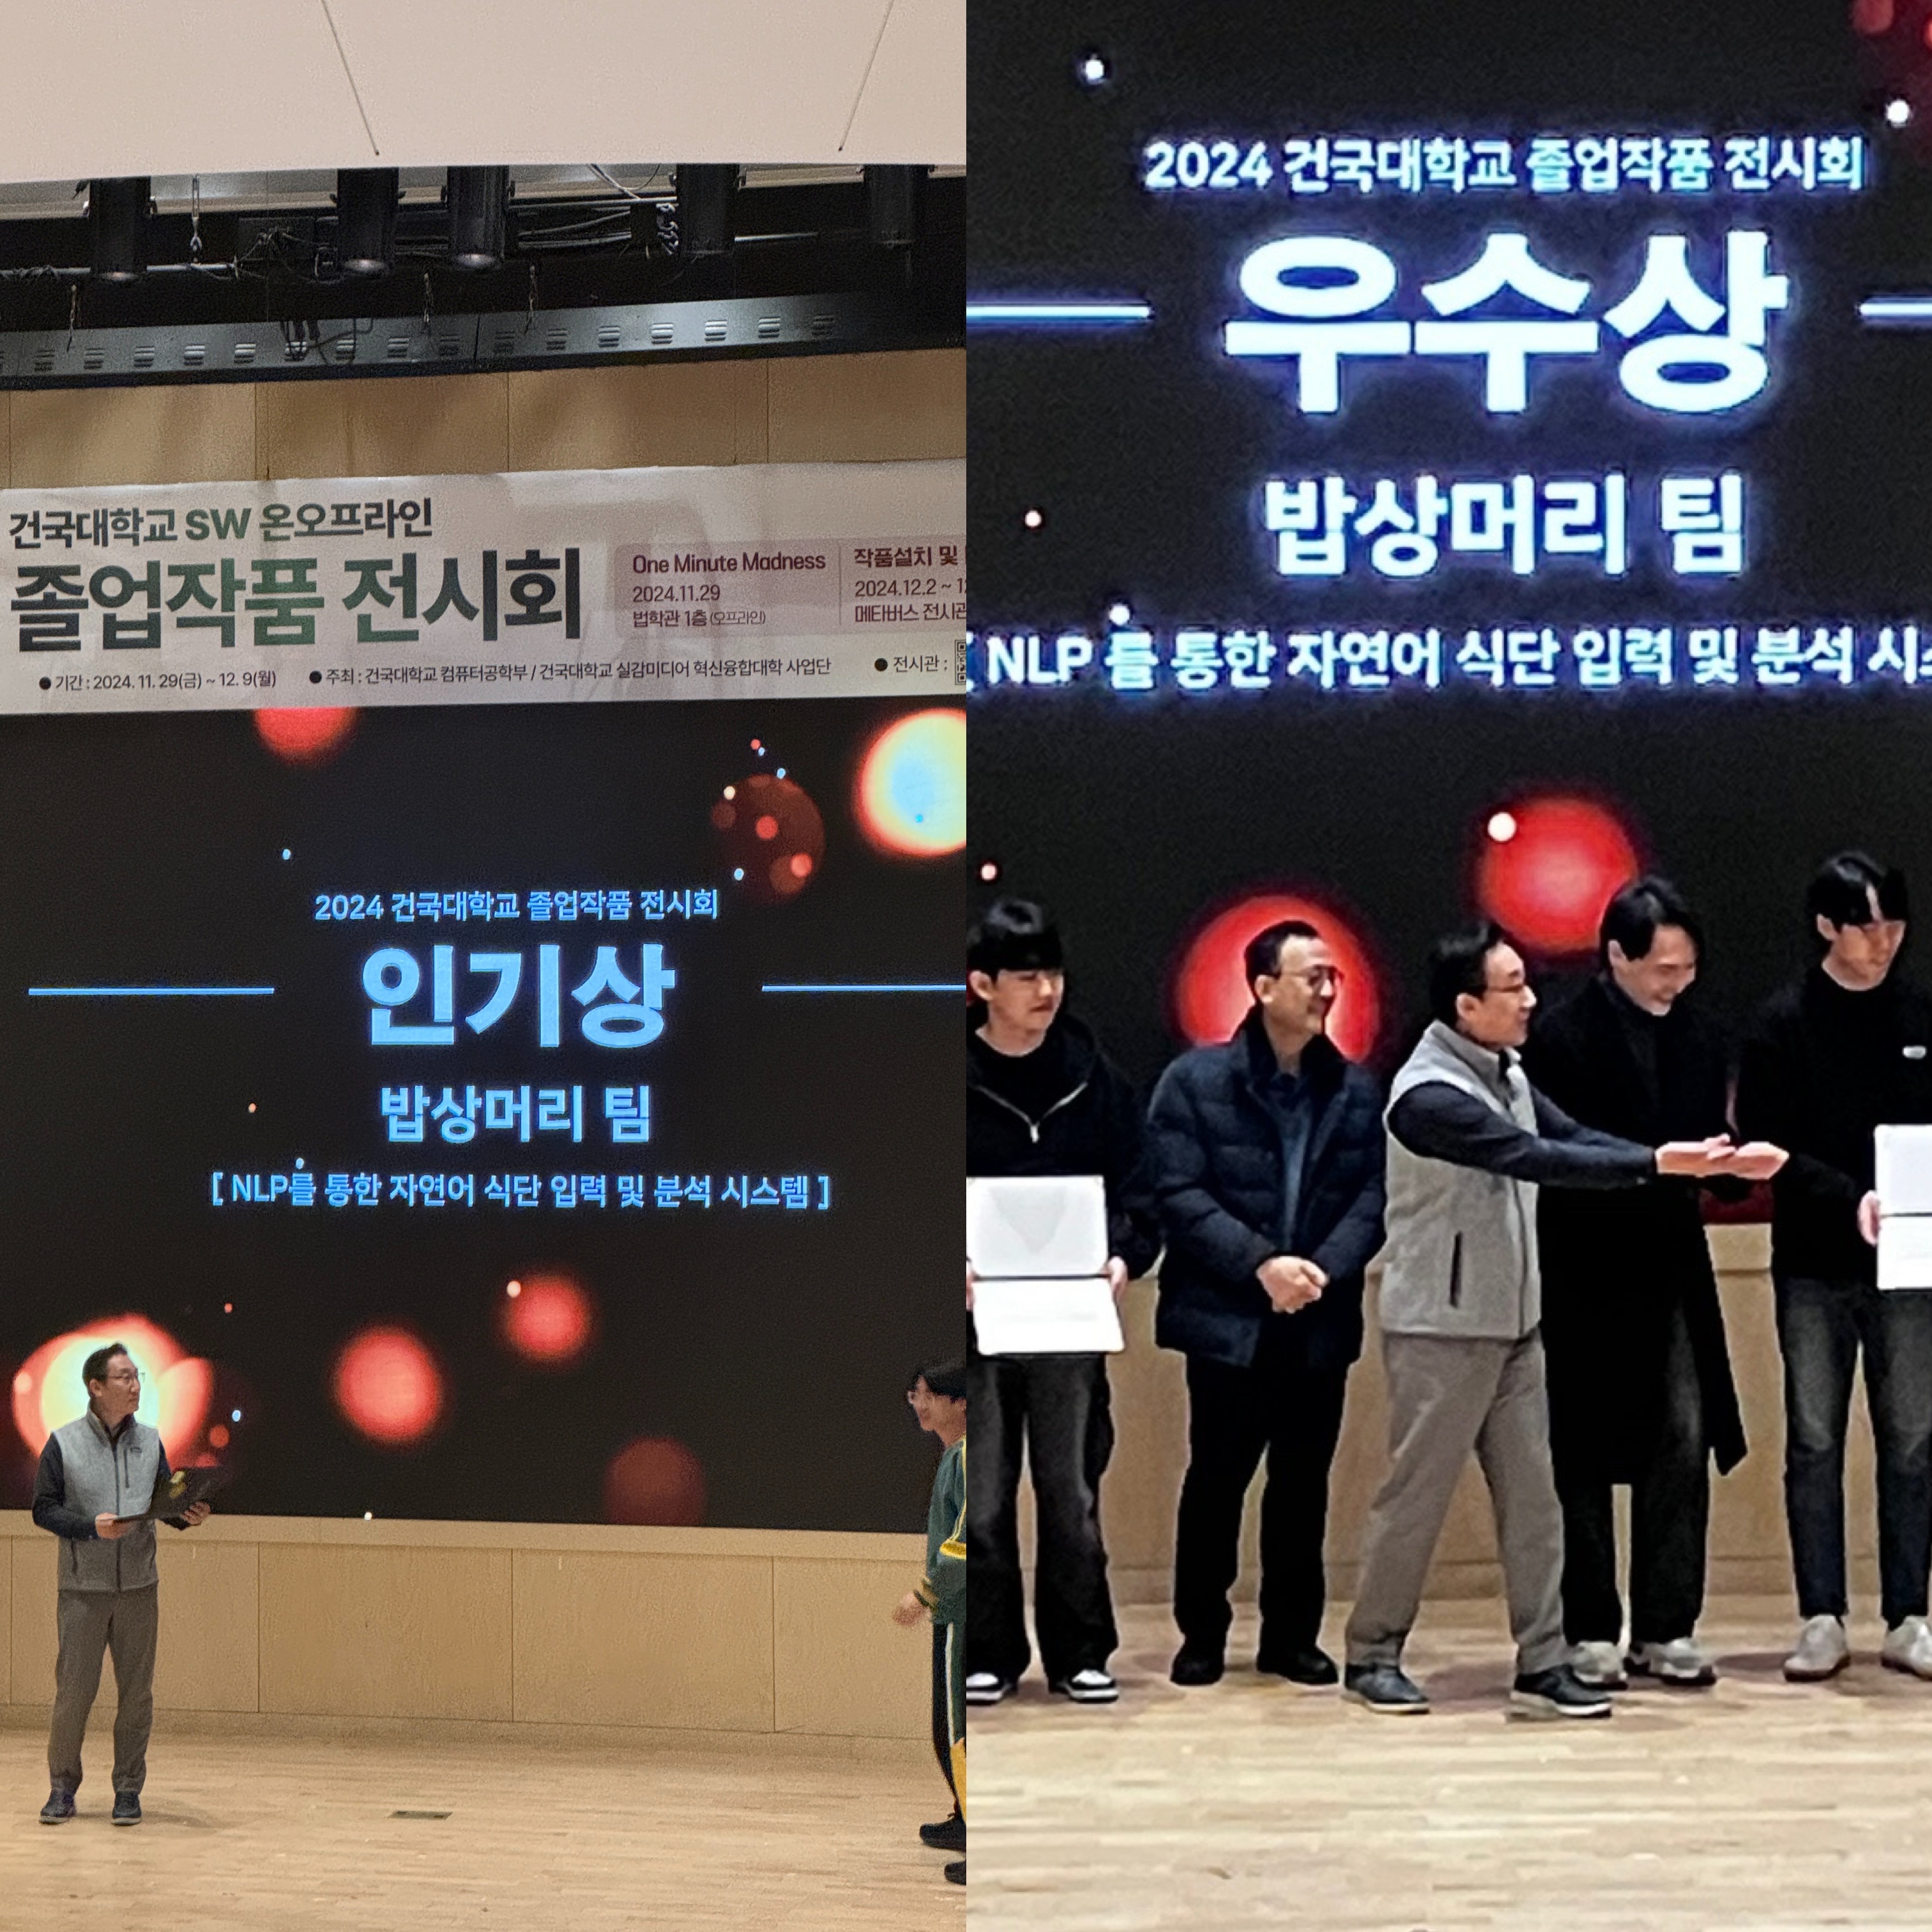 건국대학교 SW 온오프라인
졸업작품 전시회
One Minute Madness
2024.11.29
법학관 1층 (오프라인)
작품설치 및
2024.12.2 ~ 1
메타버스 전시관
● 기간 : 2024. 11. 29(금) ~ 12. 9(월) ● 주최 : 건국대학교 컴퓨터공학부 / 건국대학교 실감미디어 혁신융합대학 사업단 ● 전시관 :
2024 건국대학교 졸업작품 전시회
인기상
밥상머리 팀
[ NLP를 통한 자연어 식단 입력 및 분석 시스템 ]
2024 건국대학교 졸업작품 전시회
우수상
밥상머리 팀
[ NLP 를 통한 자연어 식단 입력 및 분석 시스